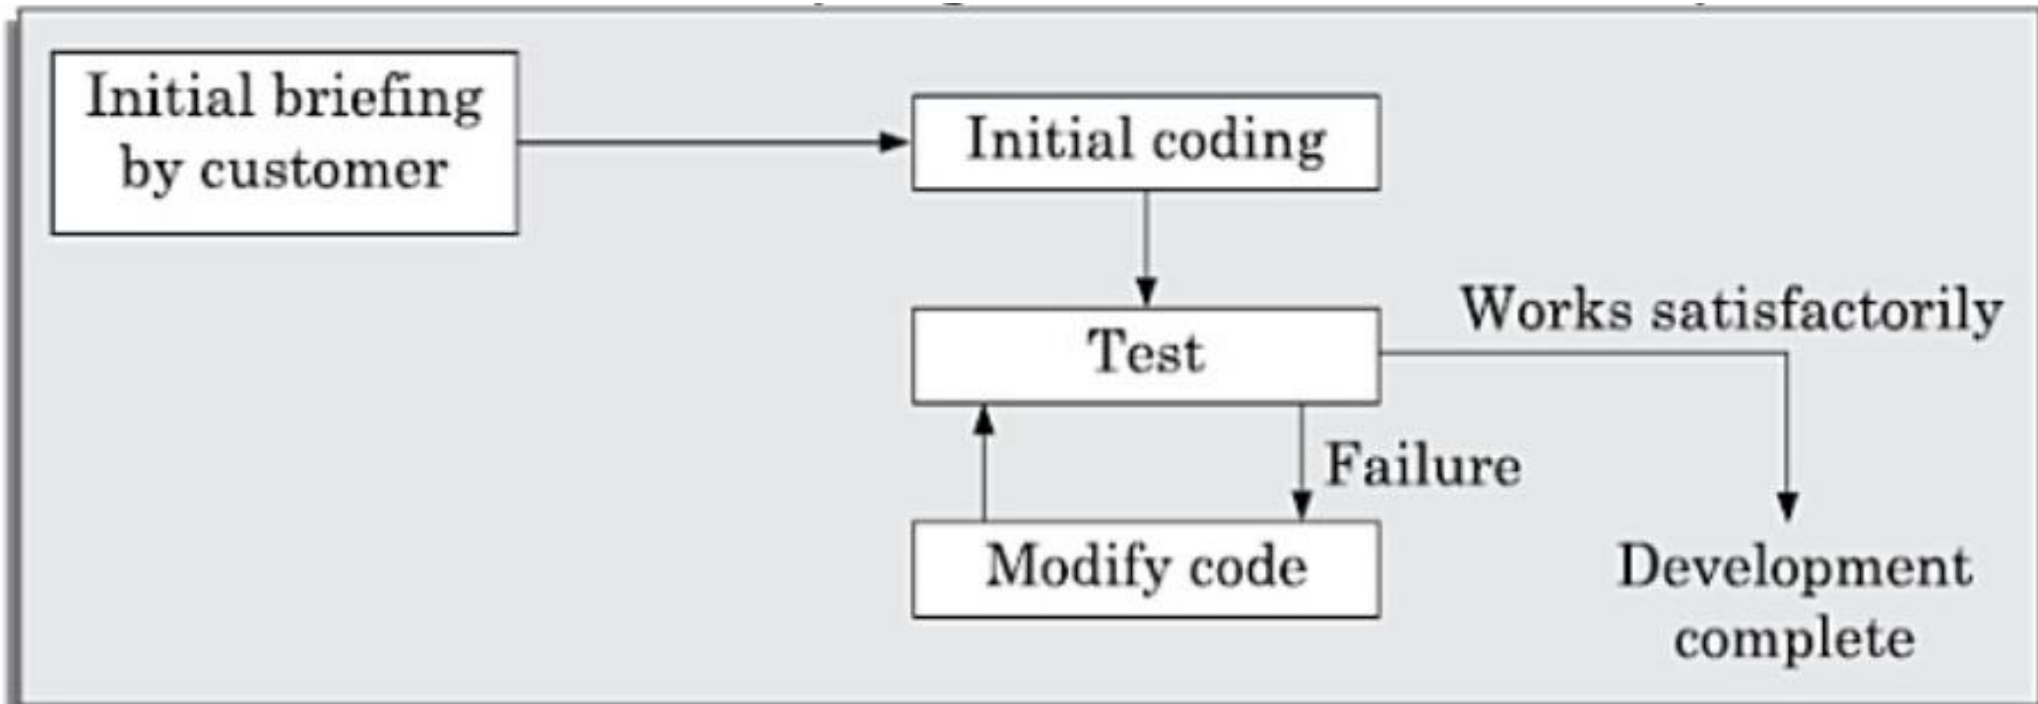 Initial briefing
by customer
Initial coding
Test
Works satisfactorily
Failure
Modify code
Development
complete